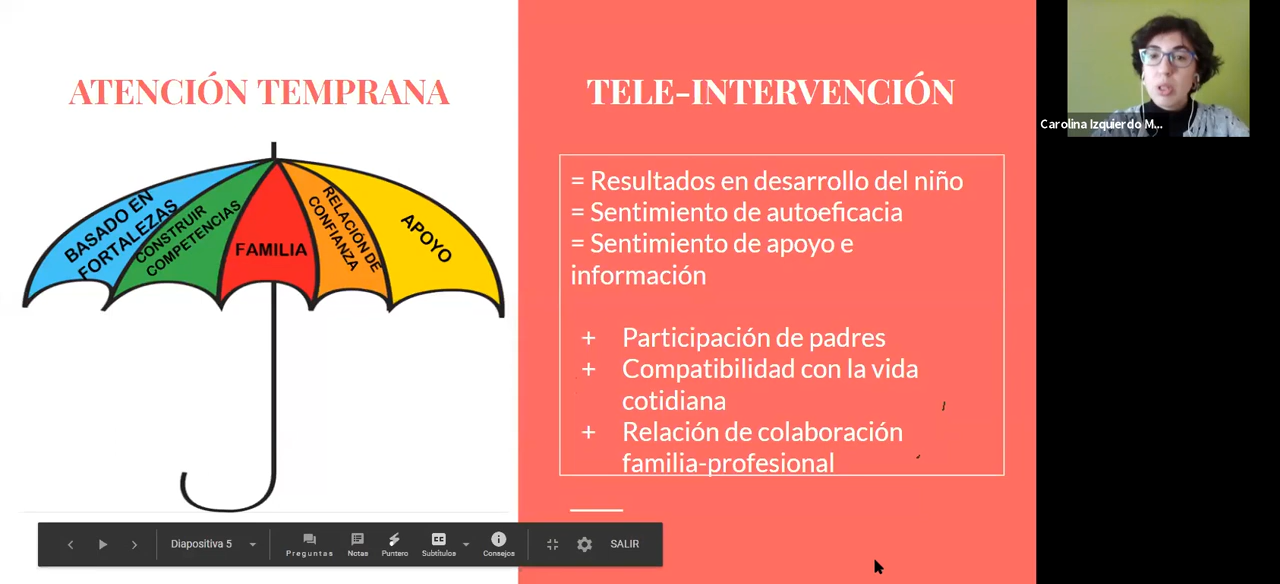 ATENCIÓN TEMPRANA
BASADO EN
FORTALEZAS
CONSTRUIR
COMPETENCIAS
FAMILIA
RELACIÓN DE
CONFIANZA
APOYO
TELE-INTERVENCIÓN
= Resultados en desarrollo del niño
= Sentimiento de autoeficacia
= Sentimiento de apoyo e
información
+ Participación de padres
+ Compatibilidad con la vida
cotidiana
+ Relación de colaboración
familia-profesional
Carolina Izquierdo M...
Diapositiva 5
Preguntas
Notas
Puntero
CC
Subtítulos
Consejos
SALIR